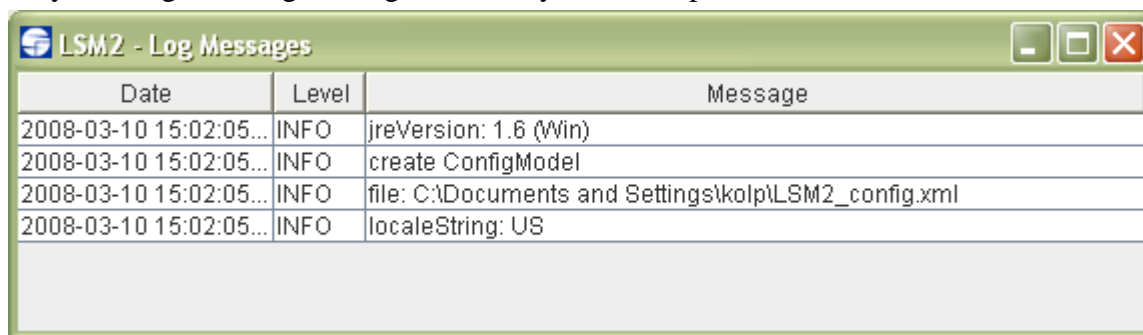 LSM2 - Log Messages
Date Level Message
2008-03-10 15:02:05... INFO jreVersion: 1.6 (Win)
2008-03-10 15:02:05... INFO create ConfigModel
2008-03-10 15:02:05... INFO file: C:\Documents and Settings\kolp\LSM2_config.xml
2008-03-10 15:02:05... INFO localeString: US